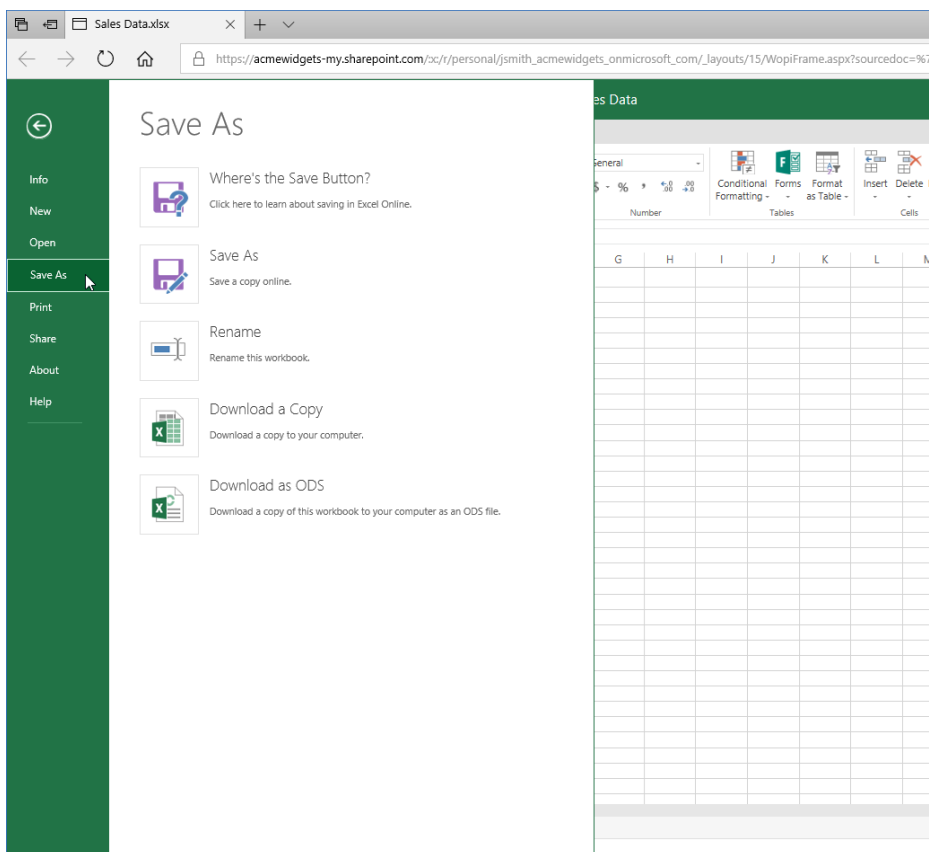 Sales Data.xlsx
https://acmewidgets-my.sharepoint.com/:x:/r/personal/jsmith_acmewidgets_onmicrosoft_com/_layouts/15/WopiFrame.aspx?sourcedoc=%7
es Data
Save As
Info
New
Open
Save As
Print
Share
About
Help
Where's the Save Button?
Click here to learn about saving in Excel Online.
Save As
Save a copy online.
Rename
Rename this workbook.
Download a Copy
Download a copy to your computer.
Download as ODS
Download a copy of this workbook to your computer as an ODS file.
General
$ - % , .00
Number
Conditional Formatting
Forms
Format as Table
Tables
Insert
Delete
Cells
G H I J K L M